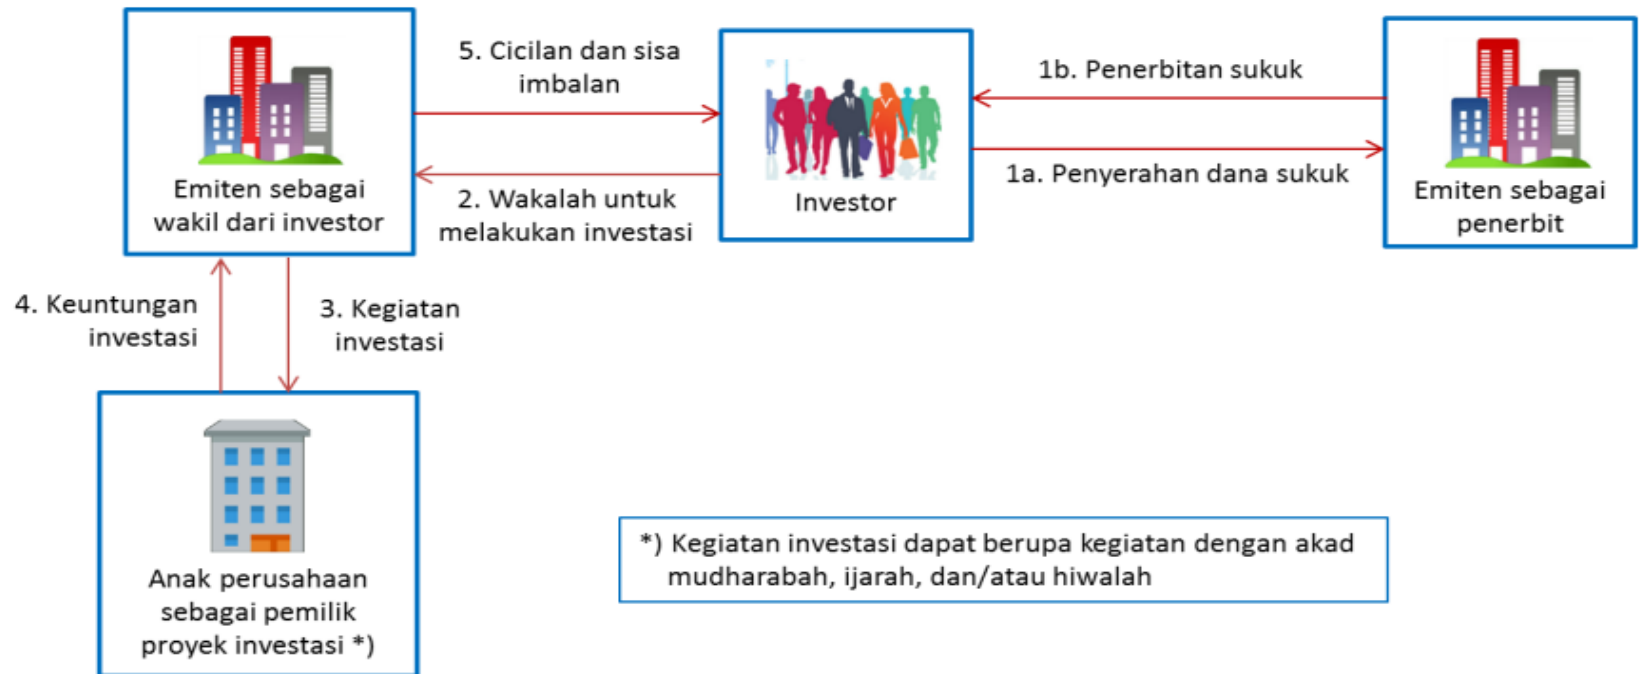 5. Cicilan dan sisa
imbalan
1b. Penerbitan sukuk
Emiten sebagai
wakil dari investor
2. Wakalah untuk
melakukan investasi
Investor
1a. Penyerahan dana sukuk
Emiten sebagai
penerbit
4. Keuntungan
investasi
3. Kegiatan
investasi
Anak perusahaan
sebagai pemilik
proyek investasi *)
*) Kegiatan investasi dapat berupa kegiatan dengan akad
mudharabah, ijarah, dan/atau hiwalah